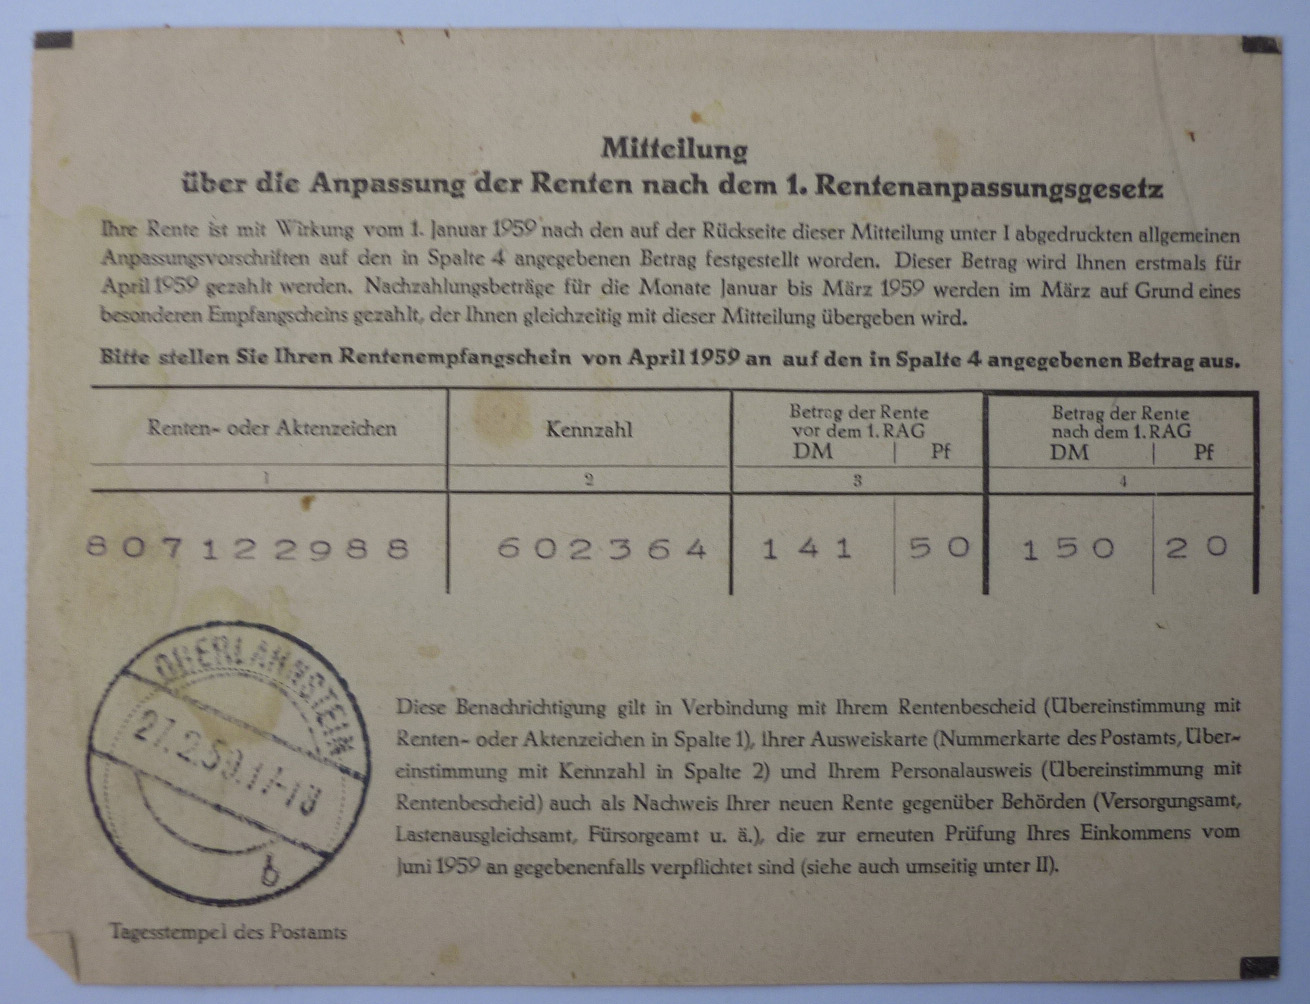 Mitteilung
über die Anpassung der Renten nach dem 1. Rentenanpassungsgesetz
Ihre Rente ist mit Wirkung vom 1. Januar 1959 nach den auf der Rückseite dieser Mitteilung unter I abgedruckten allgemeinen
Anpassungsvorschriften auf den in Spalte 4 angegebenen Betrag festgestellt worden. Dieser Betrag wird Ihnen erstmals für
April 1959 gezahlt werden. Nachzahlungsbeträge für die Monate Januar bis März 1959 werden im März auf Grund eines
besonderen Empfangscheins gezahlt, der Ihnen gleichzeitig mit dieser Mitteilung übergeben wird.
Bitte stellen Sie Ihren Rentenempfangschein von April 1959 an auf den in Spalte 4 angegebenen Betrag aus.
Renten- oder Aktenzeichen Kennzahl Betrag der Rente vor dem 1. RAG DM | Pf Betrag der Rente nach dem 1. RAG DM | Pf
1 2 3 4
807122988 602364 141 50 150 20
OBERLAHNSTEIN
27.2.59.17-18
b
Tagesstempel des Postamts
Diese Benachrichtigung gilt in Verbindung mit Ihrem Rentenbescheid (Übereinstimmung mit
Renten- oder Aktenzeichen in Spalte 1), Ihrer Ausweiskarte (Nummerkarte des Postamts, Über-
einstimmung mit Kennzahl in Spalte 2) und Ihrem Personalausweis (Übereinstimmung mit
Rentenbescheid) auch als Nachweis Ihrer neuen Rente gegenüber Behörden (Versorgungsamt,
Lastenausgleichsamt, Fürsorgeamt u. ä.), die zur erneuten Prüfung Ihres Einkommens vom
Juni 1959 an gegebenenfalls verpflichtet sind (siehe auch umseitig unter II).